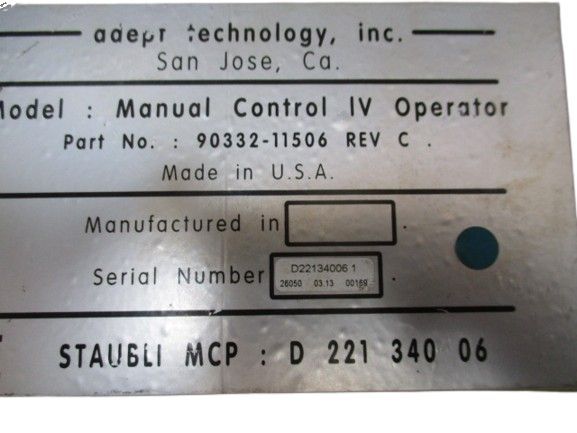 adept technology, inc.
San Jose, Ca.
Model : Manual Control IV Operator
Part No. : 90332-11506 REV C .
Made in U.S.A.
Manufactured in .
Serial Number D22134006 1 .
26050 03.13 00169
STAUBLI MCP : D 221 340 06